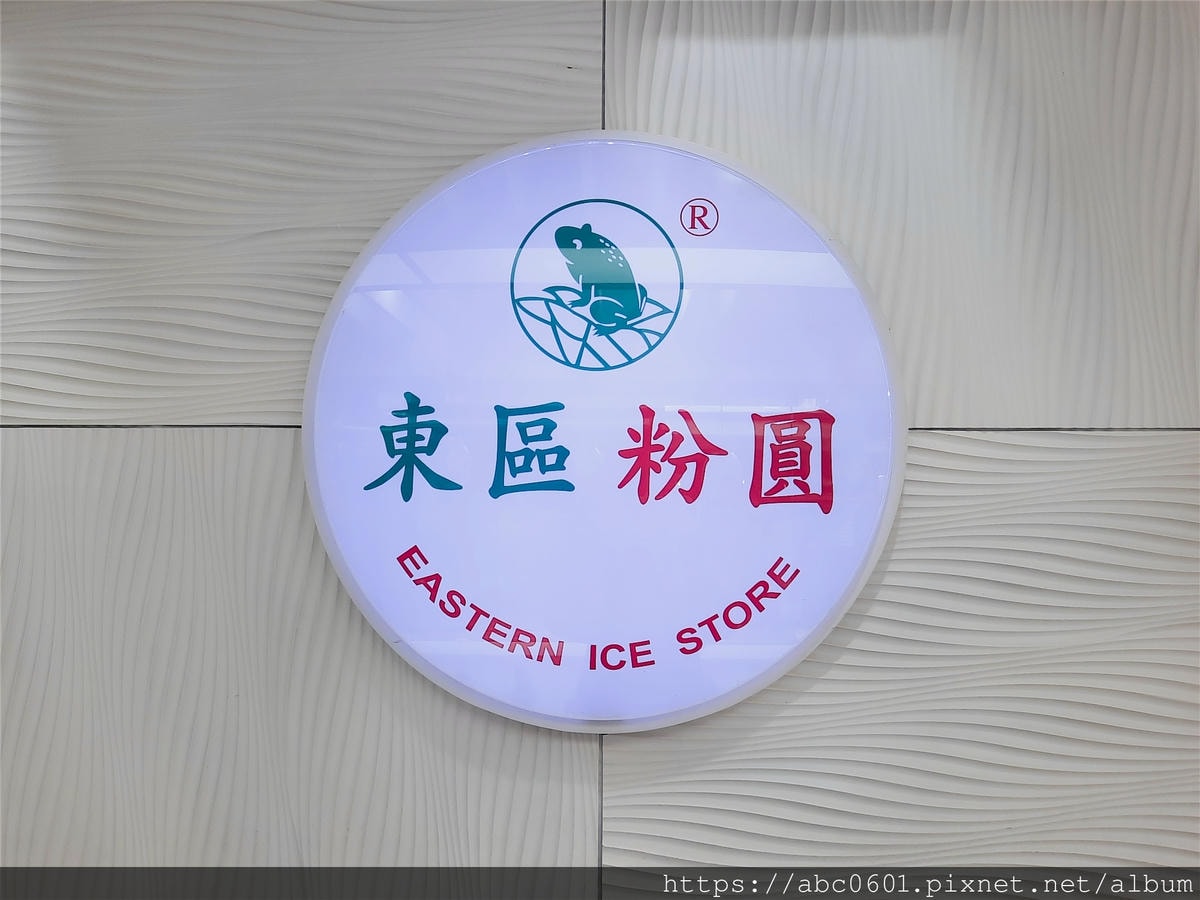 ®
東區粉圓
EASTERN ICE STORE
https://abc0601.pixnet.net/album